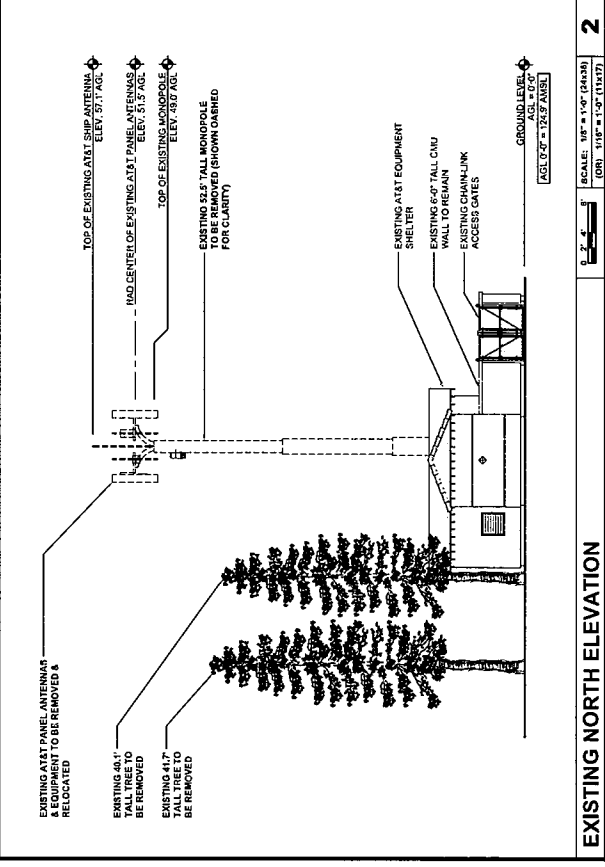 TOP OF EXISTING AT&T SHIP ANTENNA
ELEV. 57.1' AGL
RAD CENTER OF EXISTING AT&T PANEL ANTENNAS
ELEV. 51.5' AGL
TOP OF EXISTING MONOPOLE
ELEV. 49.0' AGL
EXISTING 52.5' TALL MONOPOLE
TO BE REMOVED (SHOWN DASHED
FOR CLARITY)
EXISTING AT&T EQUIPMENT
SHELTER
EXISTING 6'-0" TALL CMU
WALL TO REMAIN
EXISTING CHAIN-LINK
ACCESS GATES
GROUND LEVEL
AGL = 0'-0"
AGL 0'-0" = 124.9' AMSL
EXISTING AT&T PANEL ANTENNAS
& EQUIPMENT TO BE REMOVED &
RELOCATED
EXISTING 40.1'
TALL TREE TO
BE REMOVED
EXISTING 41.7'
TALL TREE TO
BE REMOVED
EXISTING NORTH ELEVATION
0 2' 4' 8'
SCALE: 1/8" = 1'-0" (24x36)
(OR) 1/16" = 1'-0" (11x17)
2